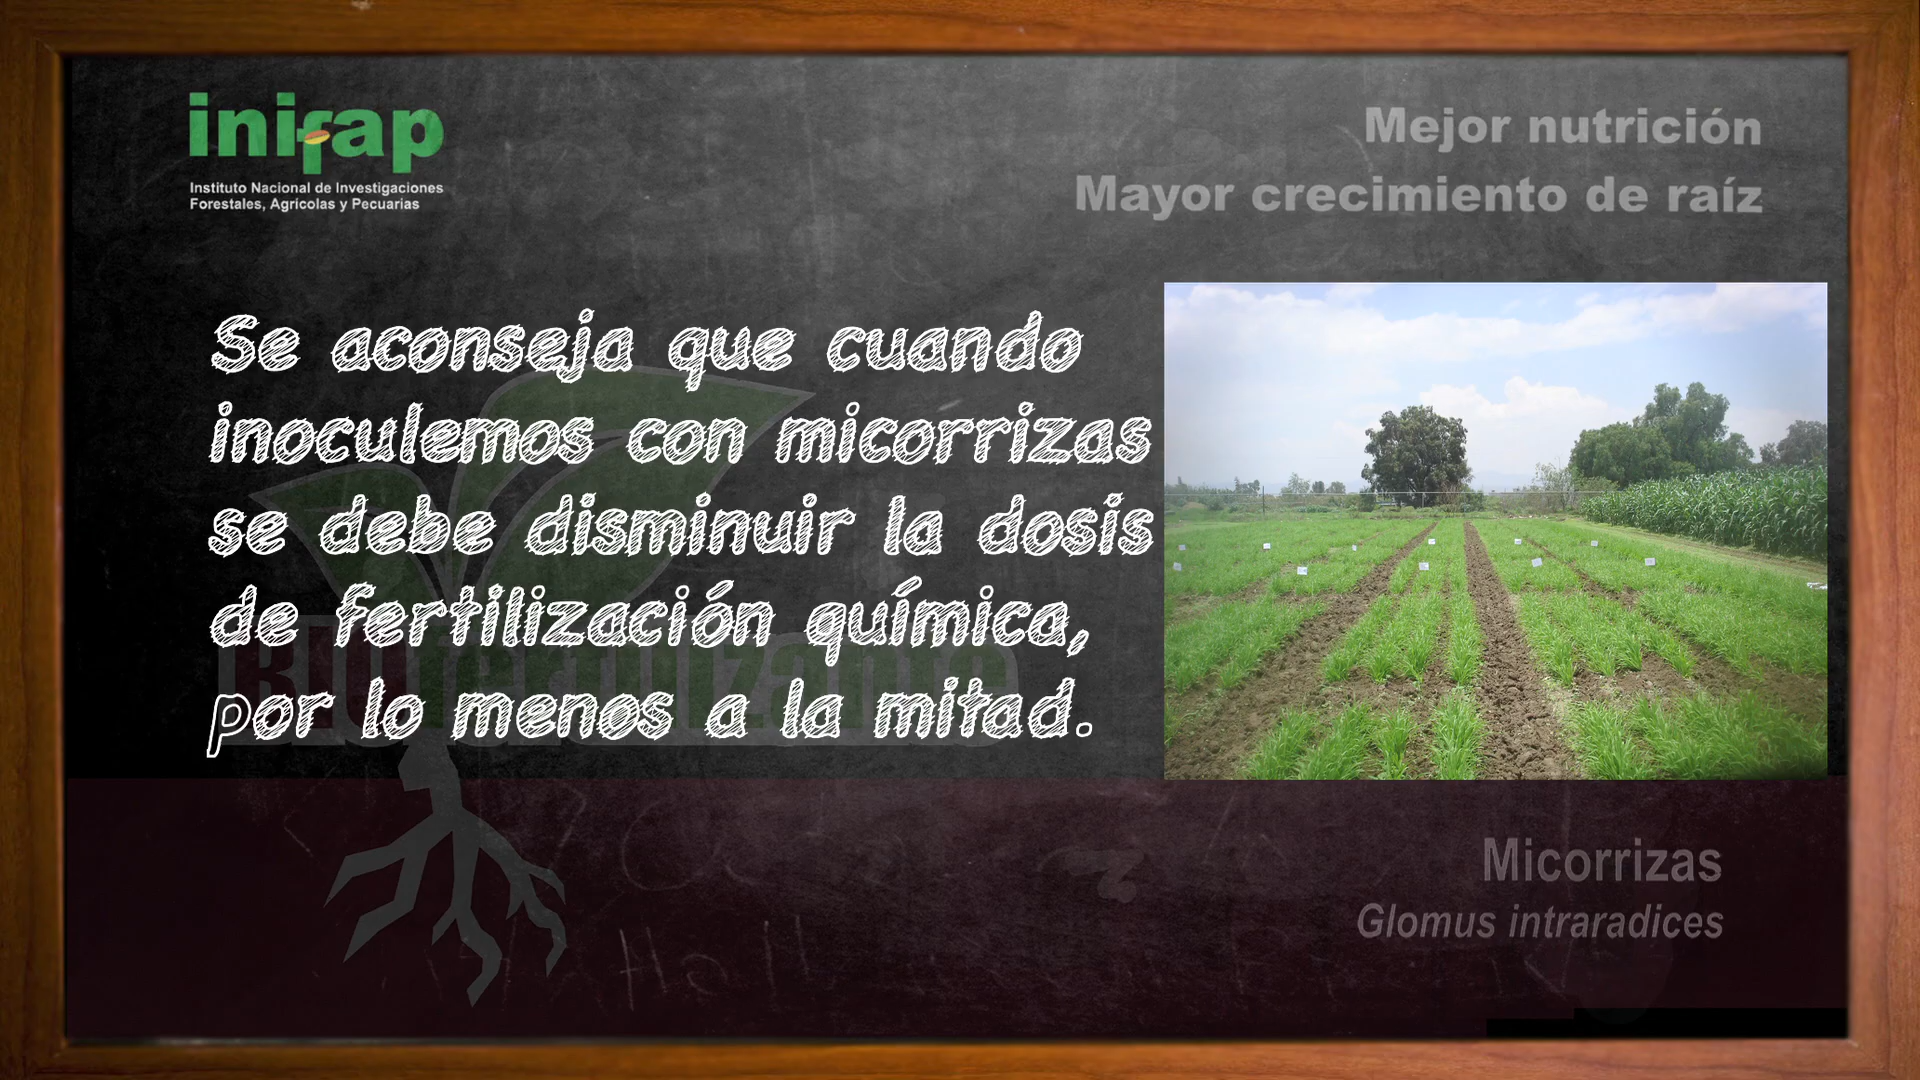 inifap
Instituto Nacional de Investigaciones
Forestales, Agrícolas y Pecuarias
Mejor nutrición
Mayor crecimiento de raíz
Se aconseja que cuando
inoculemos con micorrizas
se debe disminuir la dosis
de fertilización química,
por lo menos a la mitad.
BIOfertilizante
Micorrizas
Glomus intraradices